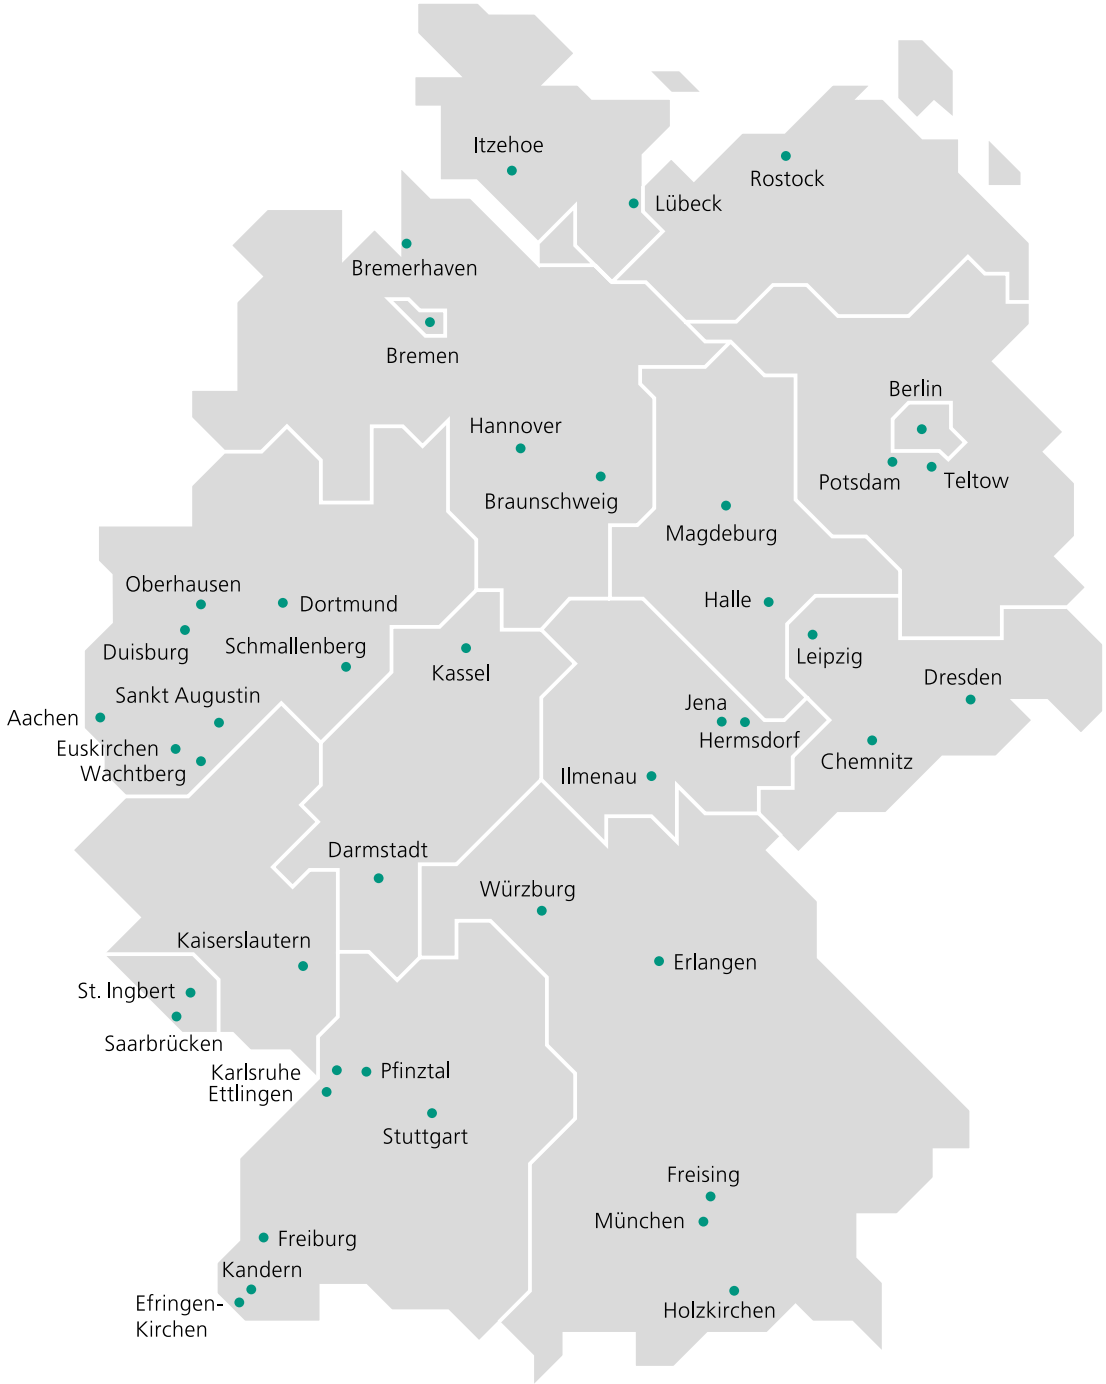 Itzehoe
Rostock
Lübeck
Bremerhaven
Bremen
Berlin
Hannover
Potsdam
Teltow
Braunschweig
Magdeburg
Oberhausen
Dortmund
Halle
Duisburg
Schmallenberg
Kassel
Leipzig
Dresden
Sankt Augustin
Jena
Aachen
Hermsdorf
Euskirchen
Chemnitz
Wachtberg
Ilmenau
Darmstadt
Würzburg
Kaiserslautern
Erlangen
St. Ingbert
Saarbrücken
Karlsruhe
Pfinztal
Ettlingen
Stuttgart
Freising
München
Freiburg
Kandern
Efringen-
Kirchen
Holzkirchen